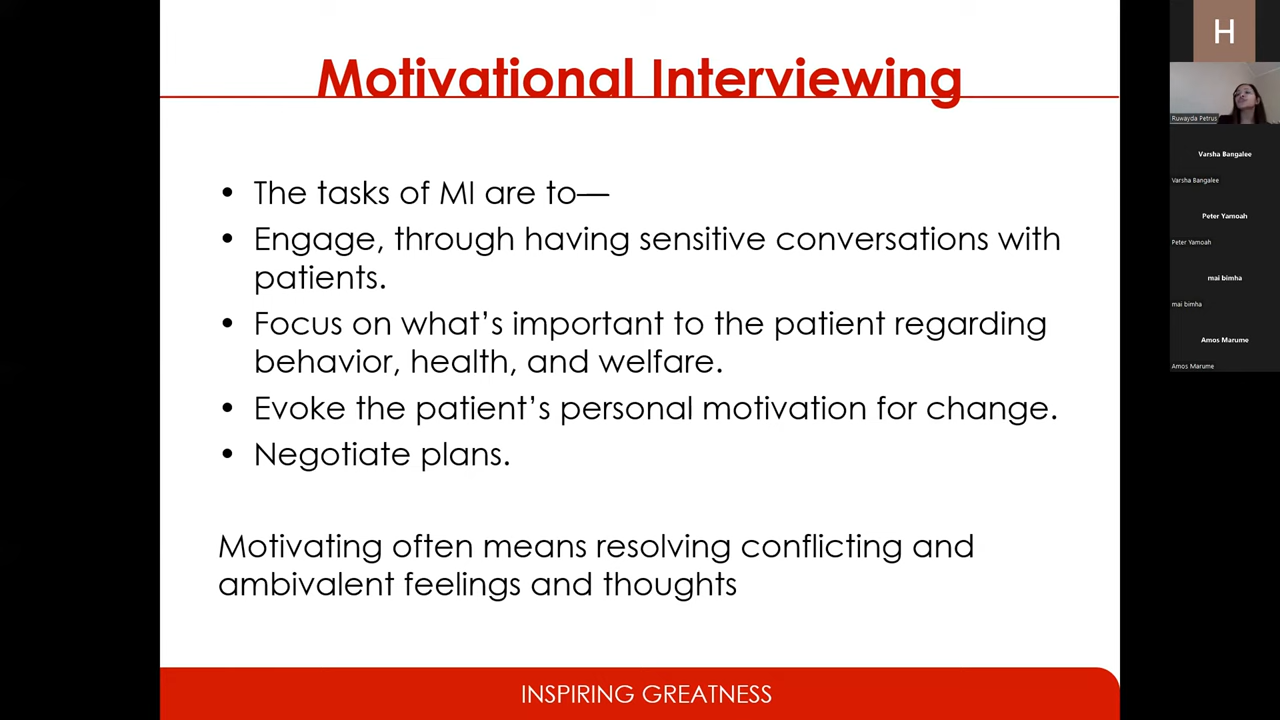 Motivational Interviewing
• The tasks of MI are to—
• Engage, through having sensitive conversations with
patients.
• Focus on what’s important to the patient regarding
behavior, health, and welfare.
• Evoke the patient’s personal motivation for change.
• Negotiate plans.
Motivating often means resolving conflicting and
ambivalent feelings and thoughts
INSPIRING GREATNESS
H
Ruwayda Petrus
Varsha Bangalee
Varsha Bangalee
Peter Yamoah
Peter Yamoah
mai bimha
mai bimha
Amos Marume
Amos Marume